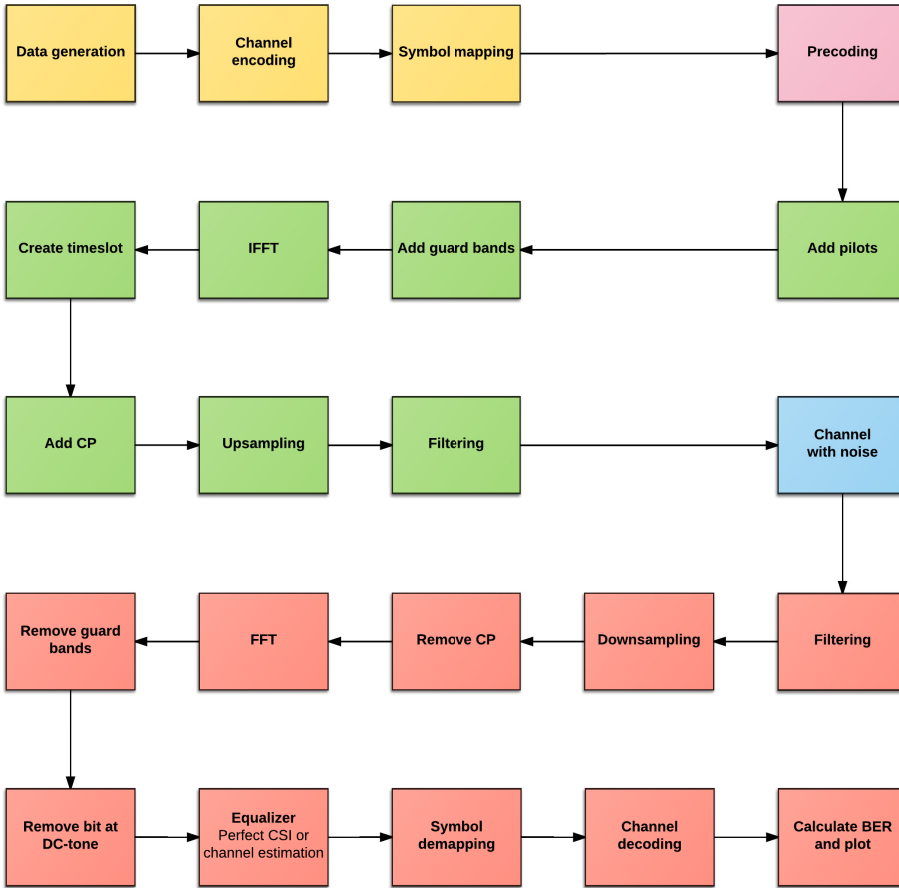 Data generation
Channel
encoding
Symbol mapping
Precoding
Create timeslot
IFFT
Add guard bands
Add pilots
Add CP
Upsampling
Filtering
Channel
with noise
Remove guard
bands
FFT
Remove CP
Downsampling
Filtering
Remove bit at
DC-tone
Equalizer
Perfect CSI or
channel estimation
Symbol
demapping
Channel
decoding
Calculate BER
and plot